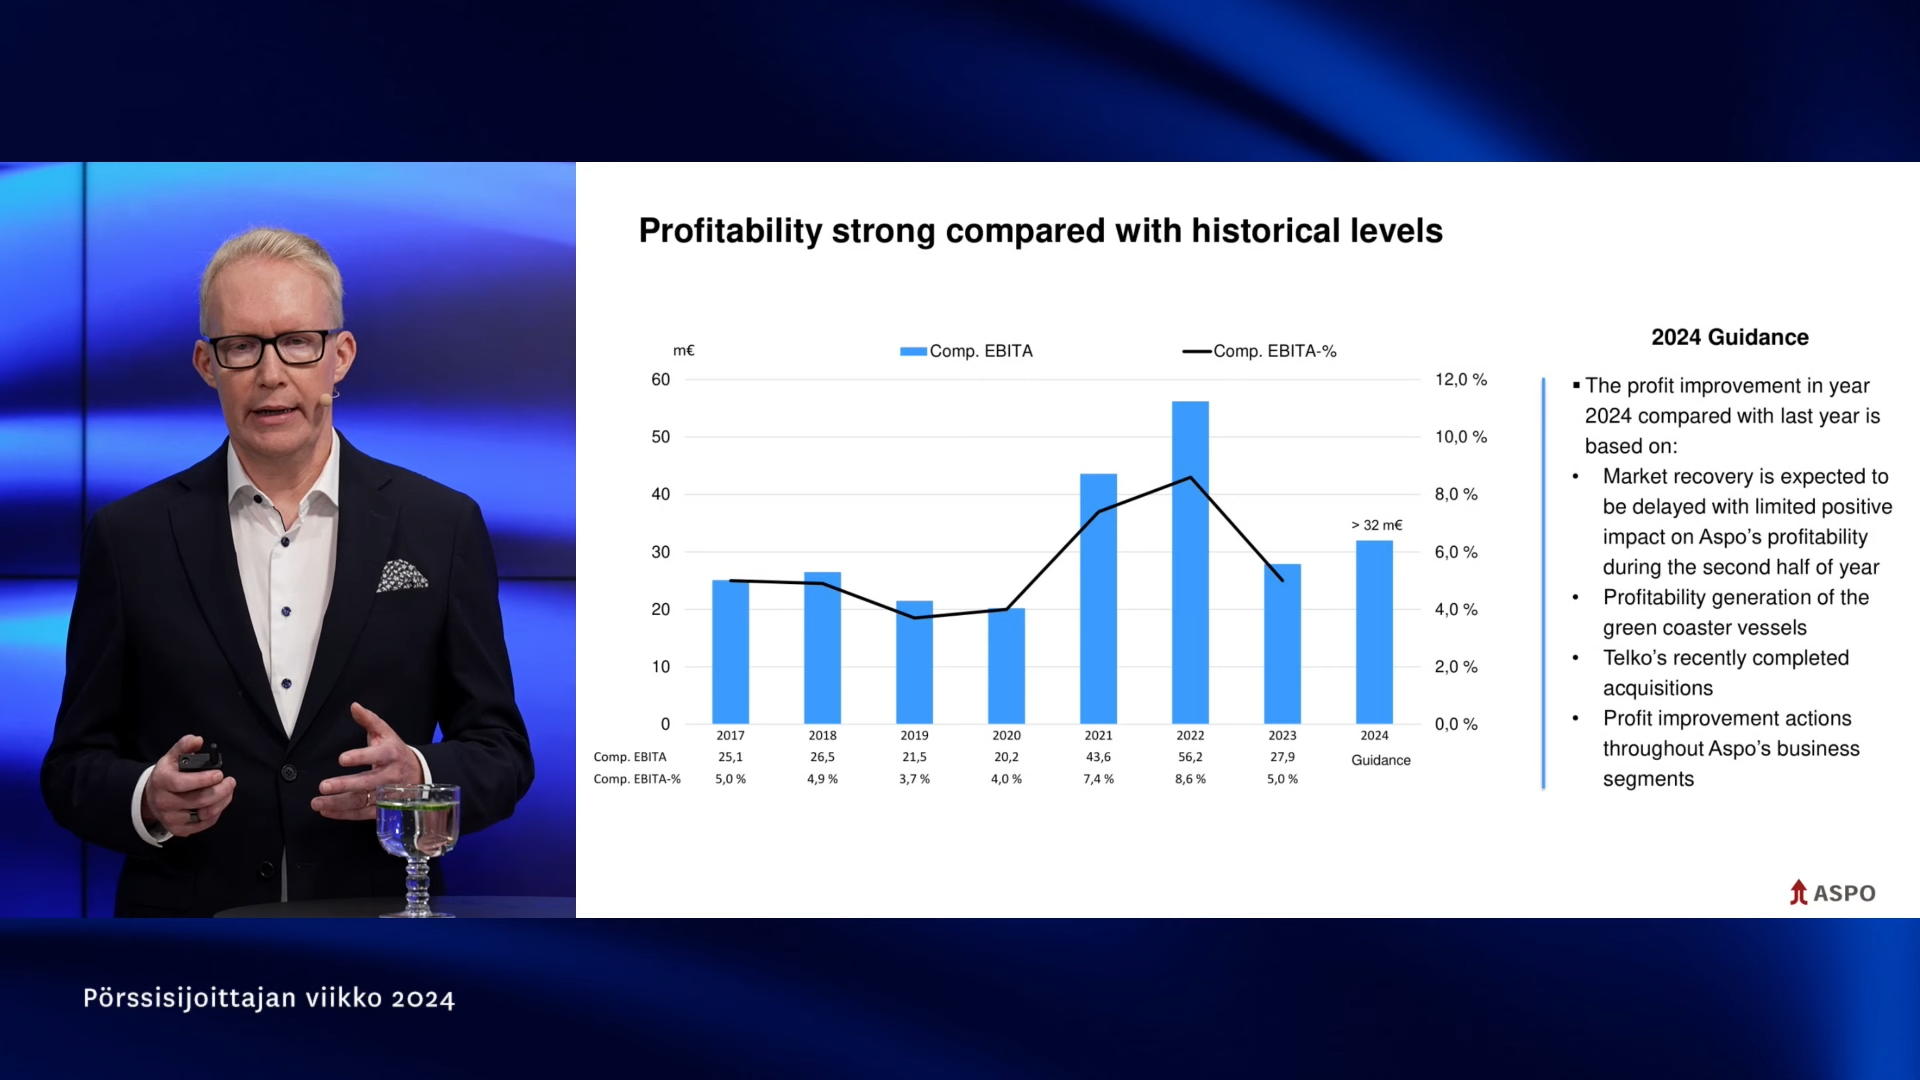 Profitability strong compared with historical levels
m€
Comp. EBITA
Comp. EBITA-%
60
50
40
30
20
10
0
12,0 %
10,0 %
8,0 %
6,0 %
4,0 %
2,0 %
0,0 %
> 32 m€
2017 2018 2019 2020 2021 2022 2023 2024
Comp. EBITA 25,1 26,5 21,5 20,2 43,6 56,2 27,9 Guidance
Comp. EBITA-% 5,0 % 4,9 % 3,7 % 4,0 % 7,4 % 8,6 % 5,0 %
2024 Guidance
▪ The profit improvement in year
2024 compared with last year is
based on:
• Market recovery is expected to
be delayed with limited positive
impact on Aspo’s profitability
during the second half of year
• Profitability generation of the
green coaster vessels
• Telko’s recently completed
acquisitions
• Profit improvement actions
throughout Aspo’s business
segments
ASPO
Pörssisijoittajan viikko 2024